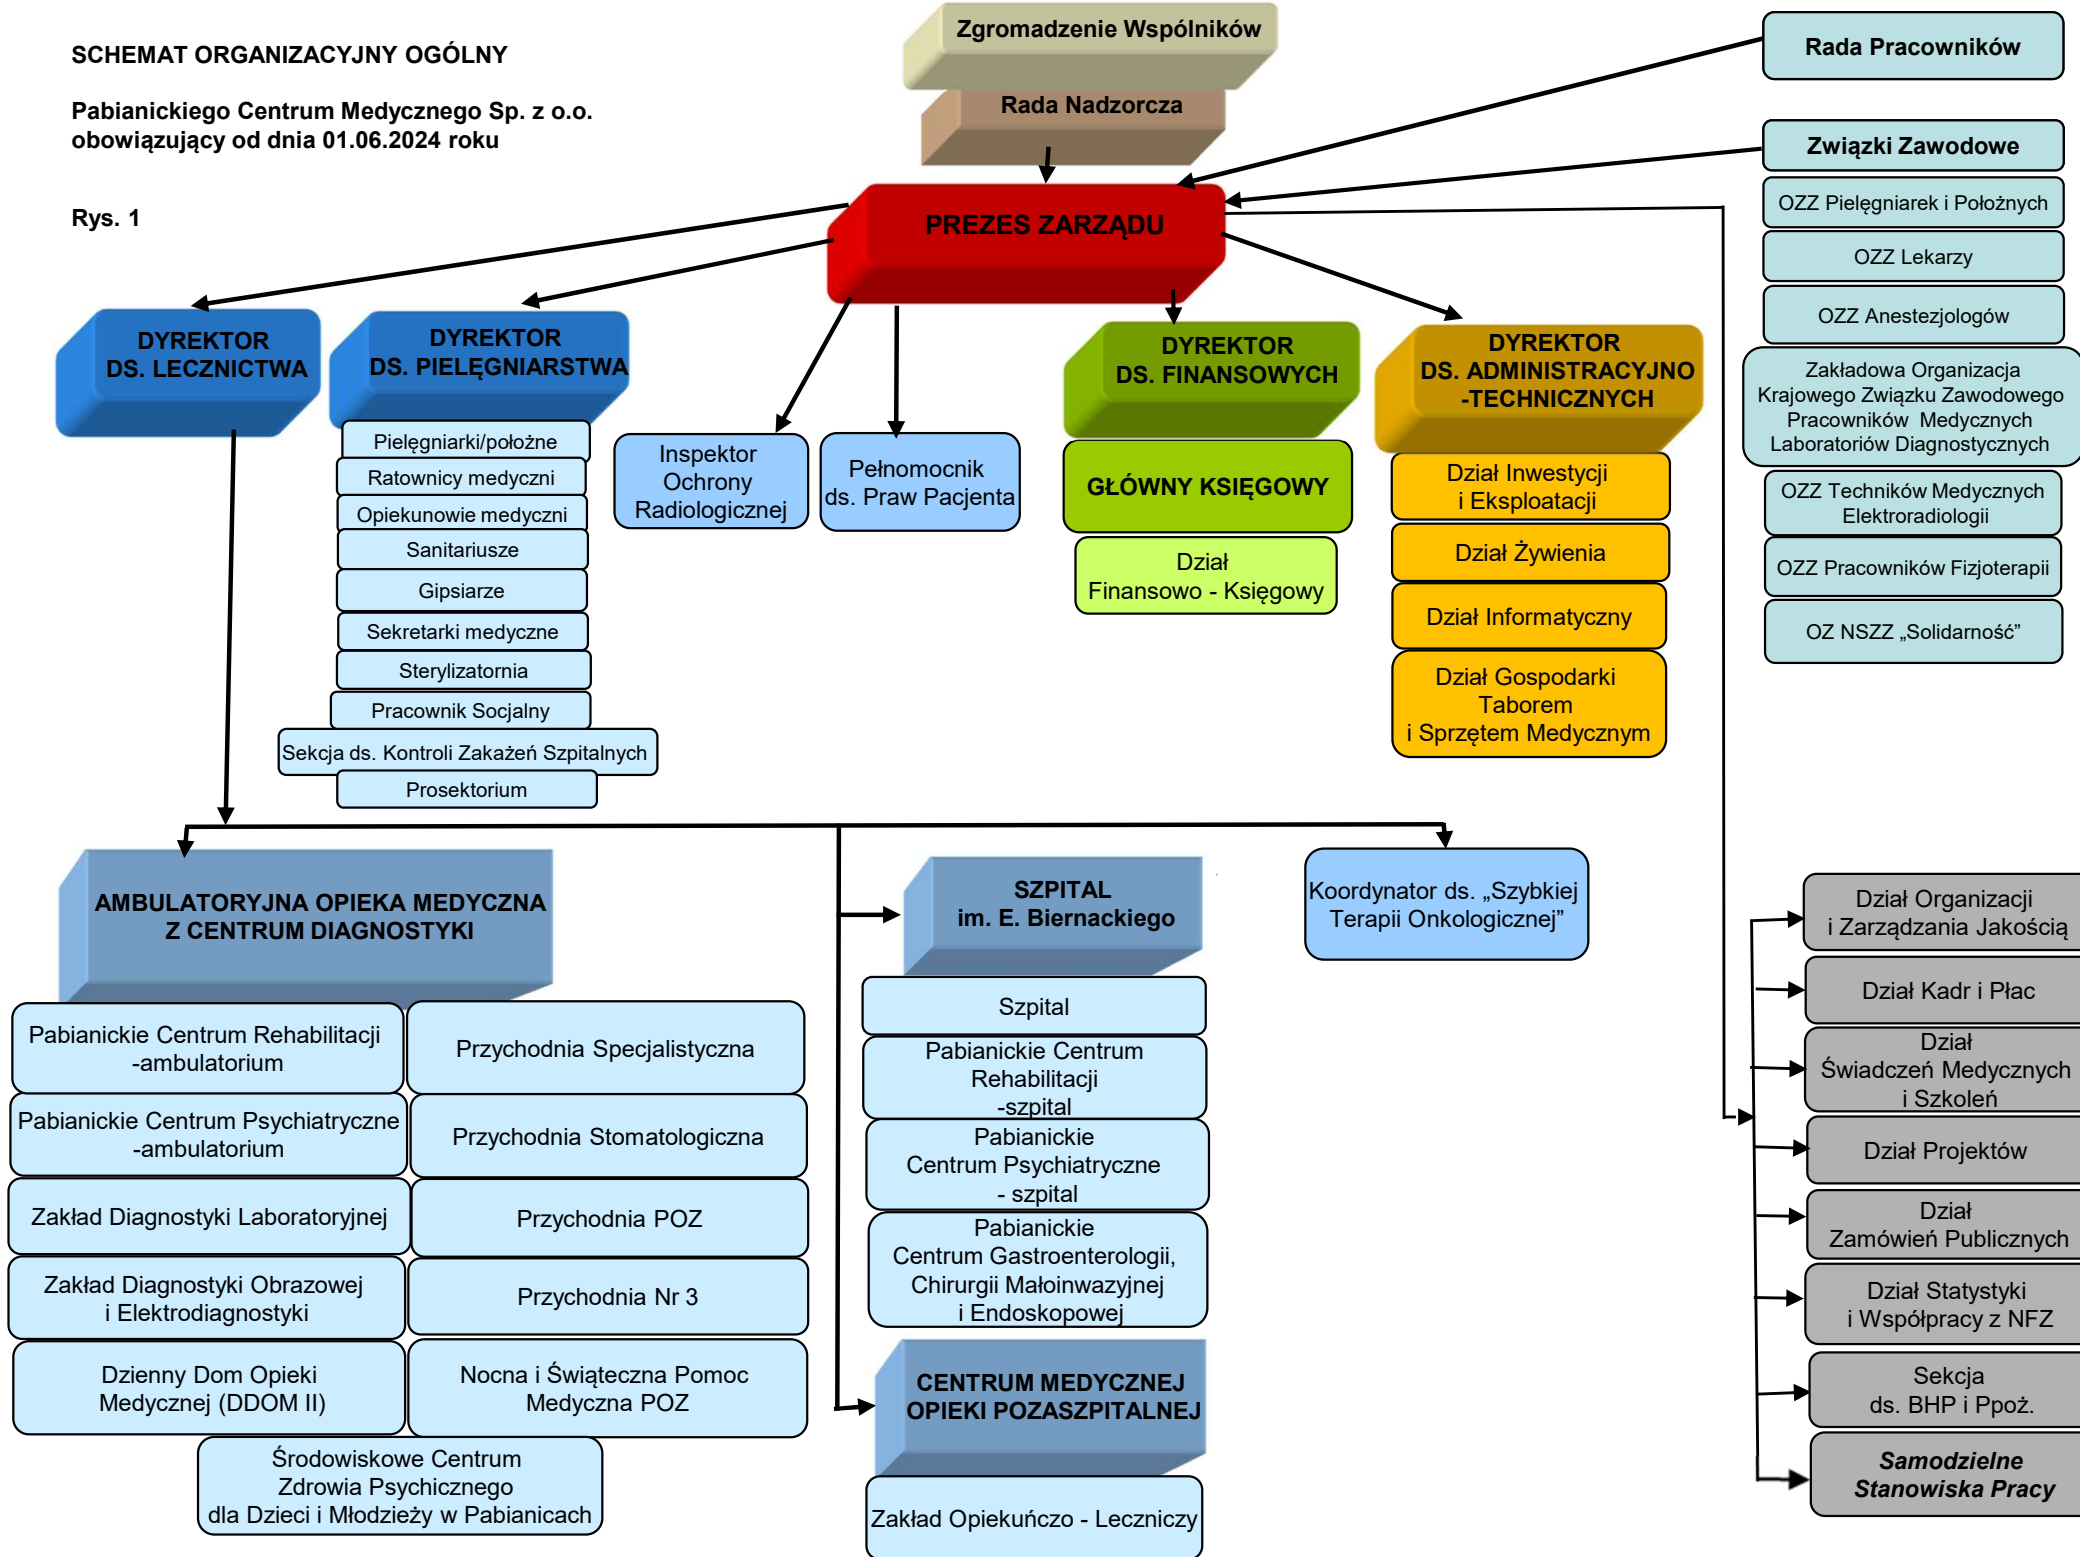 SCHEMAT ORGANIZACYJNY OGÓLNY
Pabianickiego Centrum Medycznego Sp. z o.o.
obowiązujący od dnia 01.06.2024 roku
Rys. 1
Zgromadzenie Wspólników
Rada Nadzorcza
PREZES ZARZĄDU
Rada Pracowników
Związki Zawodowe
OZZ Pielęgniarek i Położnych
OZZ Lekarzy
OZZ Anestezjologów
Zakładowa Organizacja
Krajowego Związku Zawodowego
Pracowników Medycznych
Laboratoriów Diagnostycznych
OZZ Techników Medycznych
Elektroradiologii
OZZ Pracowników Fizjoterapii
OZ NSZZ „Solidarność”
DYREKTOR
DS. LECZNICTWA
DYREKTOR
DS. PIELĘGNIARSTWA
Pielęgniarki/położne
Ratownicy medyczni
Opiekunowie medyczni
Sanitariusze
Gipsiarze
Sekretarki medyczne
Sterylizatornia
Pracownik Socjalny
Sekcja ds. Kontroli Zakażeń Szpitalnych
Prosektorium
Inspektor
Ochrony
Radiologicznej
Pełnomocnik
ds. Praw Pacjenta
DYREKTOR
DS. FINANSOWYCH
GŁÓWNY KSIĘGOWY
Dział
Finansowo - Księgowy
DYREKTOR
DS. ADMINISTRACYJNO
-TECHNICZNYCH
Dział Inwestycji
i Eksploatacji
Dział Żywienia
Dział Informatyczny
Dział Gospodarki
Taborem
i Sprzętem Medycznym
AMBULATORYJNA OPIEKA MEDYCZNA
Z CENTRUM DIAGNOSTYKI
Pabianickie Centrum Rehabilitacji
-ambulatorium
Przychodnia Specjalistyczna
Pabianickie Centrum Psychiatryczne
-ambulatorium
Przychodnia Stomatologiczna
Zakład Diagnostyki Laboratoryjnej
Przychodnia POZ
Zakład Diagnostyki Obrazowej
i Elektrodiagnostyki
Przychodnia Nr 3
Dzienny Dom Opieki
Medycznej (DDOM II)
Nocna i Świąteczna Pomoc
Medyczna POZ
Środowiskowe Centrum
Zdrowia Psychicznego
dla Dzieci i Młodzieży w Pabianicach
SZPITAL
im. E. Biernackiego
Szpital
Pabianickie Centrum
Rehabilitacji
-szpital
Pabianickie
Centrum Psychiatryczne
- szpital
Pabianickie
Centrum Gastroenterologii,
Chirurgii Małoinwazyjnej
i Endoskopowej
CENTRUM MEDYCZNEJ
OPIEKI POZASZPITALNEJ
Zakład Opiekuńczo - Leczniczy
Koordynator ds. „Szybkiej
Terapii Onkologicznej”
Dział Organizacji
i Zarządzania Jakością
Dział Kadr i Płac
Dział
Świadczeń Medycznych
i Szkoleń
Dział Projektów
Dział
Zamówień Publicznych
Dział Statystyki
i Współpracy z NFZ
Sekcja
ds. BHP i Ppoż.
Samodzielne
Stanowiska Pracy